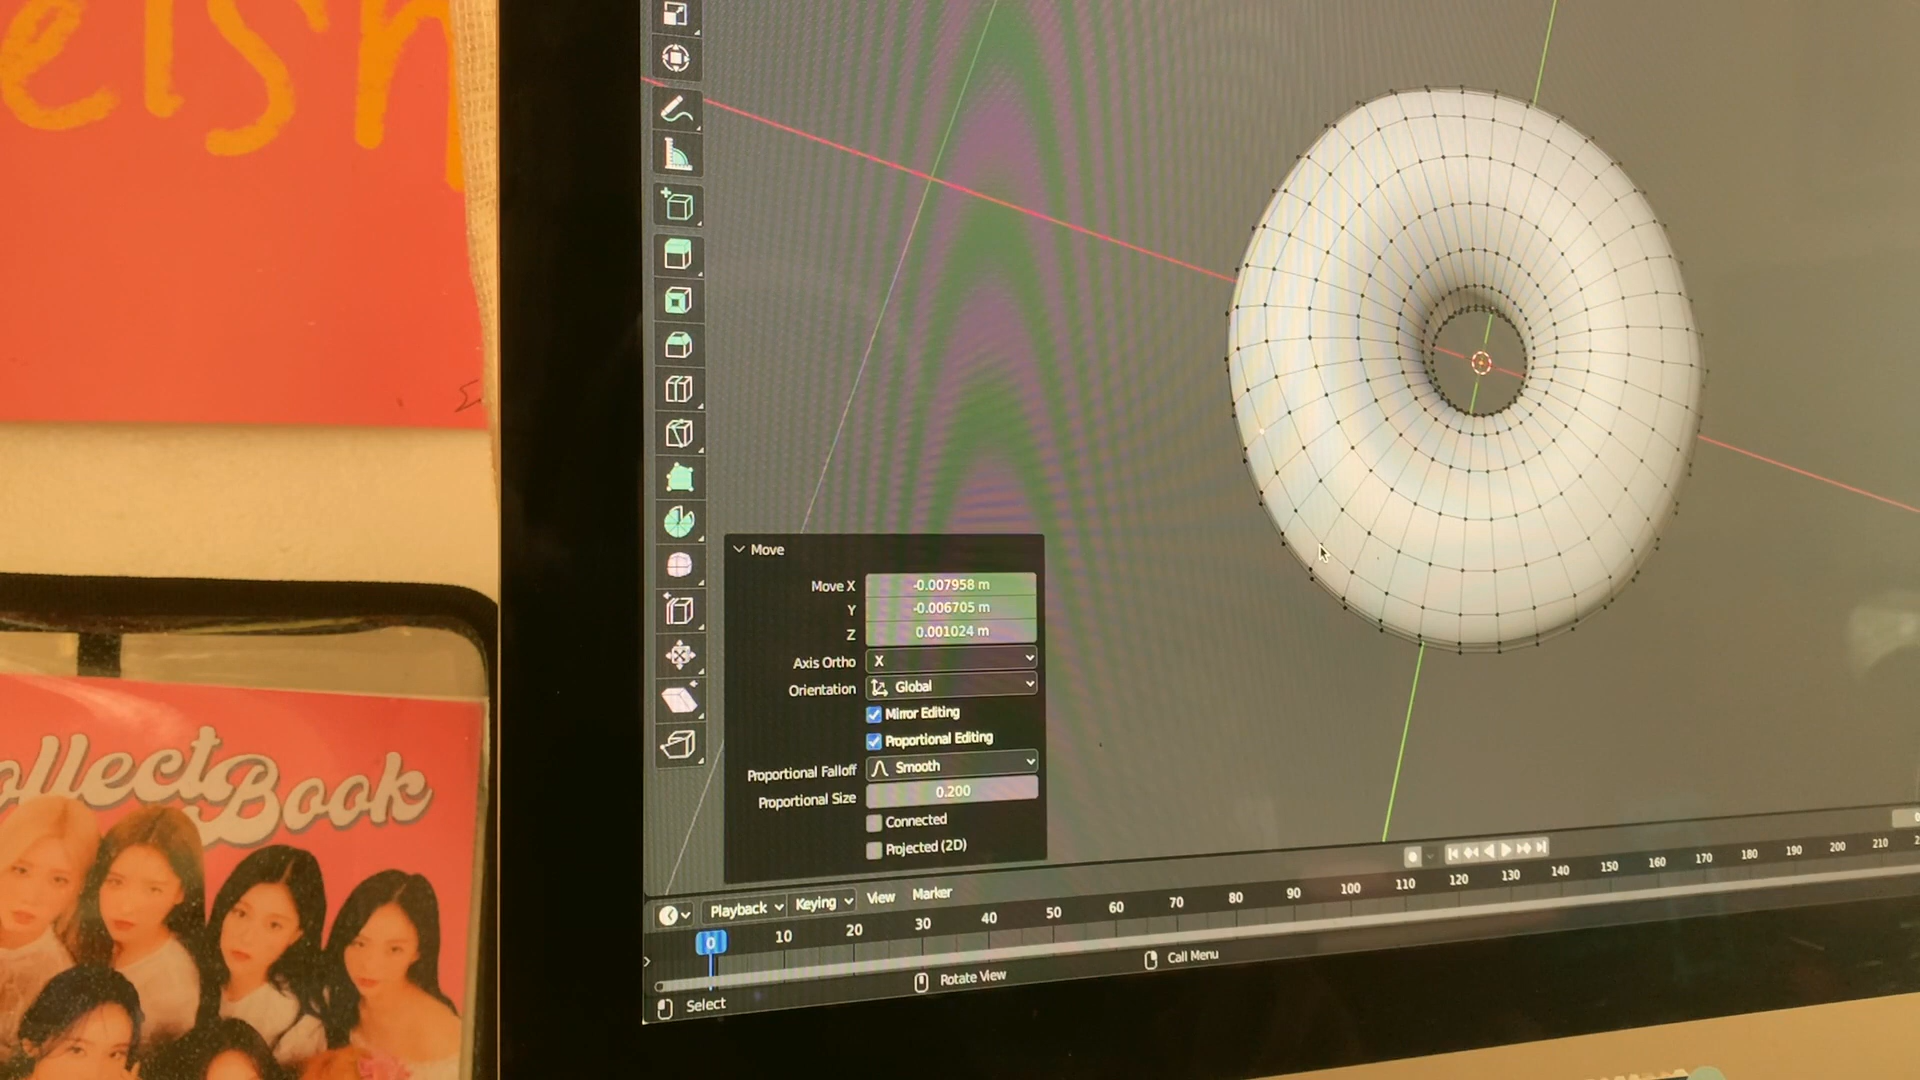 elsh
ollect Book
Move
Move X -0.007958 m
Y -0.006705 m
Z 0.001024 m
Axis Ortho X
Orientation Global
Mirror Editing
Proportional Editing
Proportional Falloff Smooth
Proportional Size 0.200
Connected
Projected (2D)
Playback Keying View Marker
0 10 20 30 40 50 60 70 80 90 100 110 120 130 140 150 160 170 180 190 200 210
Select Rotate View Call Menu